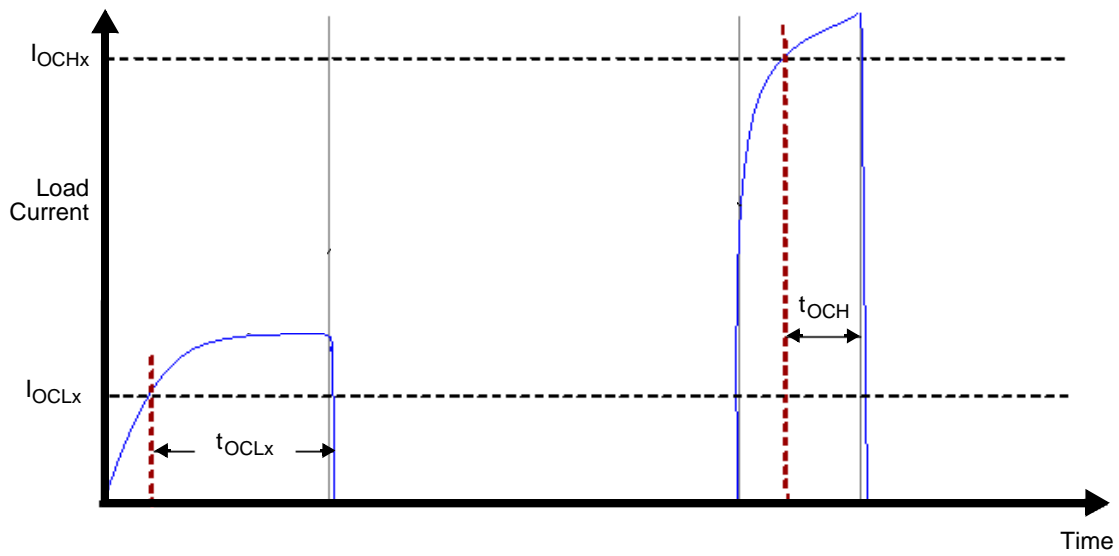 IOCHx
Load
Current
tOCH
IOCLx
tOCLx
Time